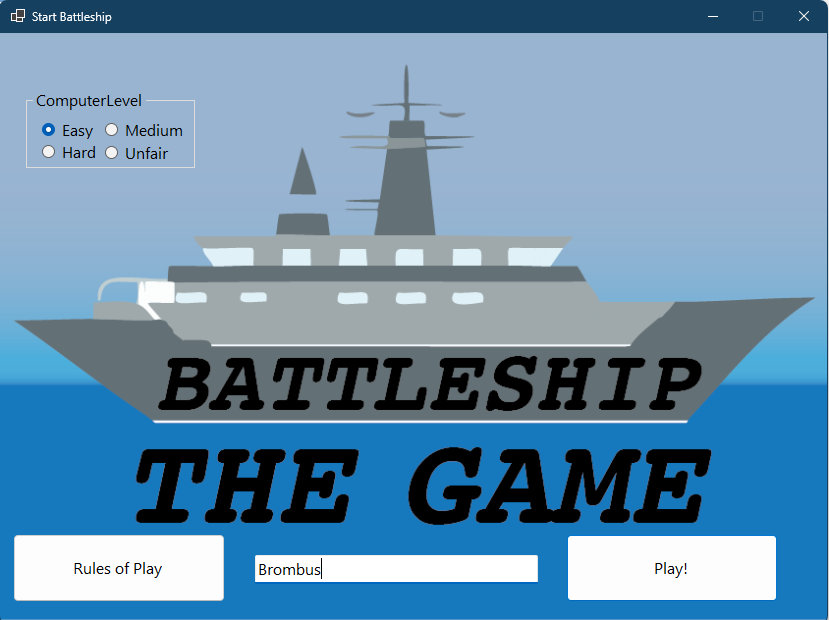 Start Battleship
ComputerLevel
Easy Medium
Hard Unfair
BATTLESHIP
THE GAME
Rules of Play Brombus Play!